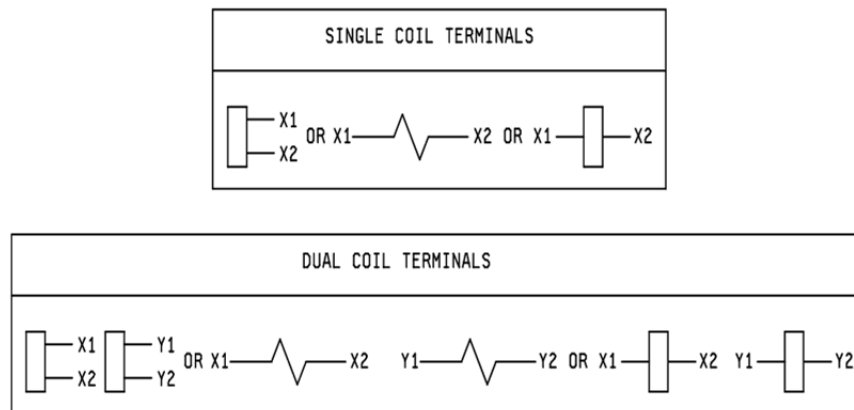 SINGLE COIL TERMINALS
X1
X2
OR X1 X2 OR X1 X2
DUAL COIL TERMINALS
X1 Y1
X2 Y2
OR X1 X2 Y1 Y2 OR X1 X2 Y1 Y2